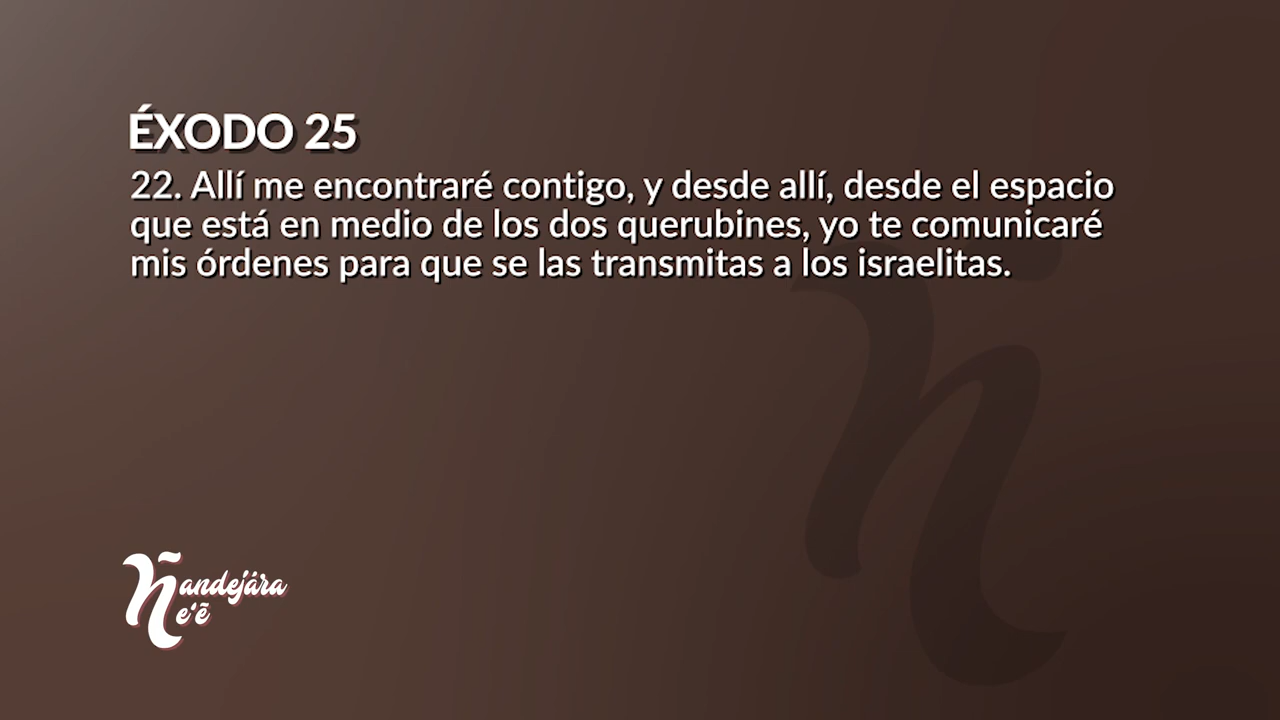 ÉXODO 25
22. Allí me encontraré contigo, y desde allí, desde el espacio
que está en medio de los dos querubines, yo te comunicaré
mis órdenes para que se las transmitas a los israelitas.
Ñandejára
Ñe'ẽ